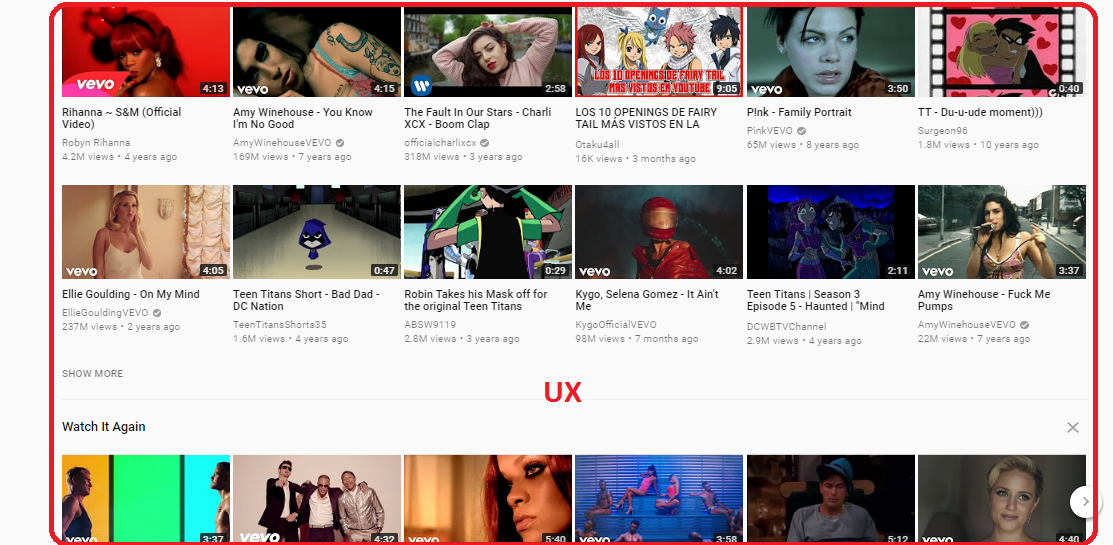 vevo
4:13
vevo
4:15
2:58
LOS 10 OPENINGS DE FAIRY TAIL
MÁS VISTOS EN YOUTUBE
9:05
vevo
3:50
0:40
Rihanna ~ S&M (Official
Video)
Robyn Rihanna
4.2M views • 4 years ago
Amy Winehouse - You Know
I'm No Good
AmyWinehouseVEVO
169M views • 7 years ago
The Fault In Our Stars - Charli
XCX - Boom Clap
officialcharlixcx
318M views • 3 years ago
LOS 10 OPENINGS DE FAIRY
TAIL MÁS VISTOS EN LA
Otaku4all
16K views • 3 months ago
P!nk - Family Portrait
PinkVEVO
65M views • 8 years ago
TT - Du-u-ude moment)))
Surgeon96
1.8M views • 10 years ago
vevo
4:05
0:47
0:29
vevo
4:02
2:11
vevo
3:37
Ellie Goulding - On My Mind
EllieGouldingVEVO
237M views • 2 years ago
Teen Titans Short - Bad Dad -
DC Nation
TeenTitansShorts35
1.6M views • 4 years ago
Robin Takes his Mask off for
the original Teen Titans
ABSW9119
2.8M views • 3 years ago
Kygo, Selena Gomez - It Ain't
Me
KygoOfficialVEVO
98M views • 7 months ago
Teen Titans | Season 3
Episode 5 - Haunted | "Mind
DCWBTVChannel
2.9M views • 4 years ago
Amy Winehouse - Fuck Me
Pumps
AmyWinehouseVEVO
22M views • 7 years ago
SHOW MORE
UX
Watch It Again
vevo
3:37
vevo
4:32
vevo
5:40
vevo
3:58
5:12
vevo
4:40